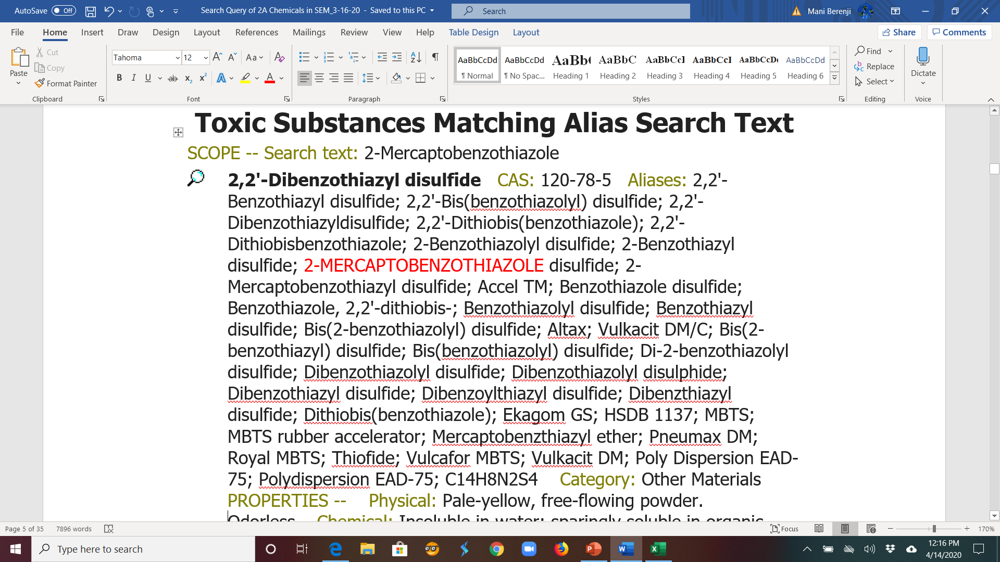 AutoSave Off Search Query of 2A Chemicals in SEM_3-16-20 - Saved to this PC Search Mani Berenji
File Home Insert Draw Design Layout References Mailings Review View Help Table Design Layout Share Comments
Paste Cut Copy Format Painter Clipboard
Tahoma 12 Aa
B I U ab x2 x2 A A
Font Paragraph
AaBbCcDd AaBbCcDd AaBb( AaBbC AaBbCcI AaBbCcI AaBbCcDc AaBbCcDd
¶ Normal ¶ No Spac... Heading 1 Heading 2 Heading 3 Heading 4 Heading 5 Heading 6
Styles
Find Replace Select Editing
Dictate Voice
Toxic Substances Matching Alias Search Text
SCOPE -- Search text: 2-Mercaptobenzothiazole
2,2'-Dibenzothiazyl disulfide CAS: 120-78-5 Aliases: 2,2'-
Benzothiazyl disulfide; 2,2'-Bis(benzothiazolyl) disulfide; 2,2'-
Dibenzothiazyldisulfide; 2,2'-Dithiobis(benzothiazole); 2,2'-
Dithiobisbenzothiazole; 2-Benzothiazolyl disulfide; 2-Benzothiazyl
disulfide; 2-MERCAPTOBENZOTHIAZOLE disulfide; 2-
Mercaptobenzothiazyl disulfide; Accel TM; Benzothiazole disulfide;
Benzothiazole, 2,2'-dithiobis-; Benzothiazolyl disulfide; Benzothiazyl
disulfide; Bis(2-benzothiazolyl) disulfide; Altax; Vulkacit DM/C; Bis(2-
benzothiazyl) disulfide; Bis(benzothiazolyl) disulfide; Di-2-benzothiazolyl
disulfide; Dibenzothiazolyl disulfide; Dibenzothiazolyl disulphide;
Dibenzothiazyl disulfide; Dibenzoylthiazyl disulfide; Dibenzthiazyl
disulfide; Dithiobis(benzothiazole); Ekagom GS; HSDB 1137; MBTS;
MBTS rubber accelerator; Mercaptobenzthiazyl ether; Pneumax DM;
Royal MBTS; Thiofide; Vulcafor MBTS; Vulkacit DM; Poly Dispersion EAD-
75; Polydispersion EAD-75; C14H8N2S4 Category: Other Materials
PROPERTIES -- Physical: Pale-yellow, free-flowing powder.
Odorless Chemical: Insoluble in water; sparingly soluble in organic
Page 5 of 35 7896 words Focus 170%
Type here to search
12:16 PM
4/14/2020